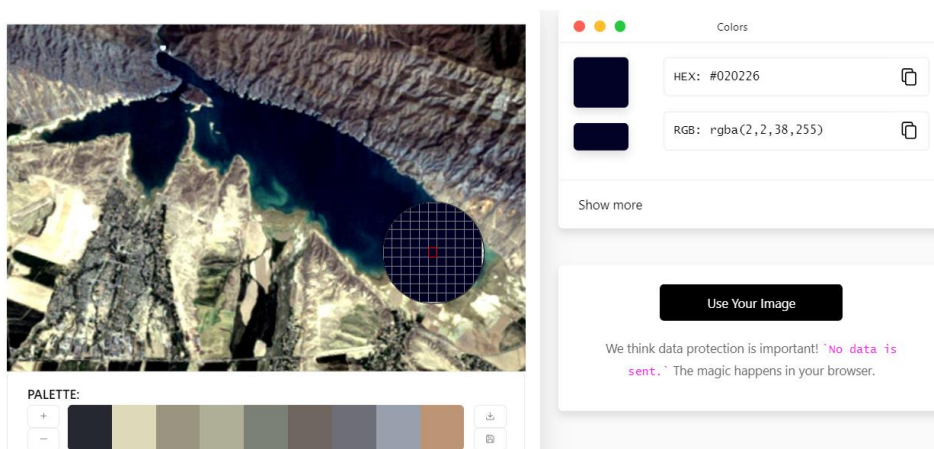 Colors
HEX: #020226
RGB: rgba(2,2,38,255)
Show more
Use Your Image
We think data protection is important! `No data is
sent.` The magic happens in your browser.
PALETTE:
+
−